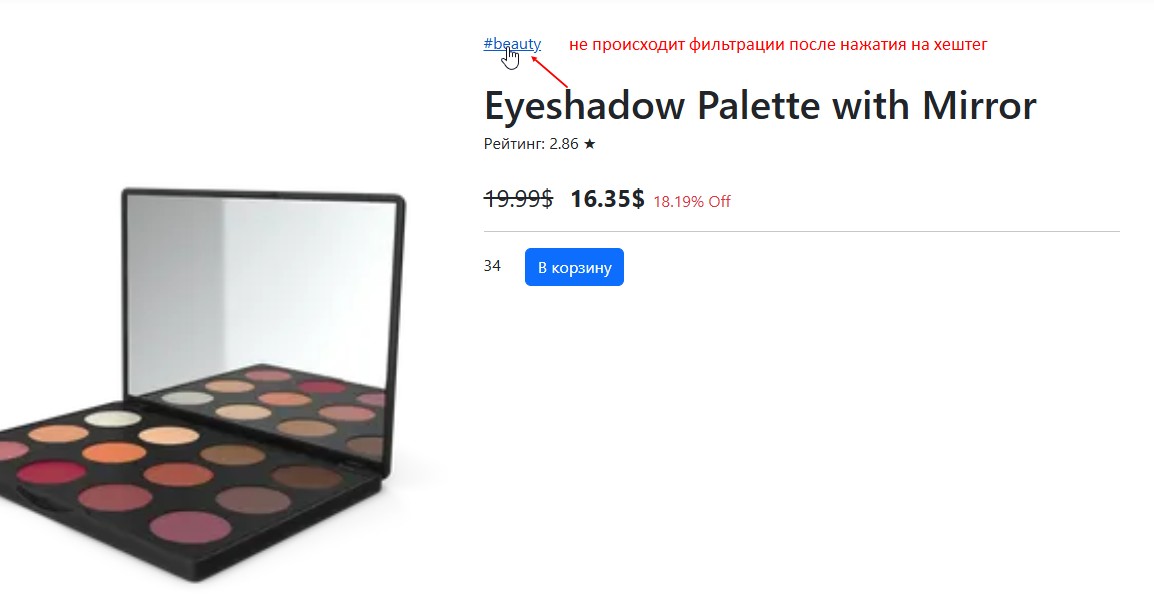 #beauty не происходит фильтрации после нажатия на хештег
Eyeshadow Palette with Mirror
Рейтинг: 2.86 ★
19.99$ 16.35$ 18.19% Off
34 В корзину